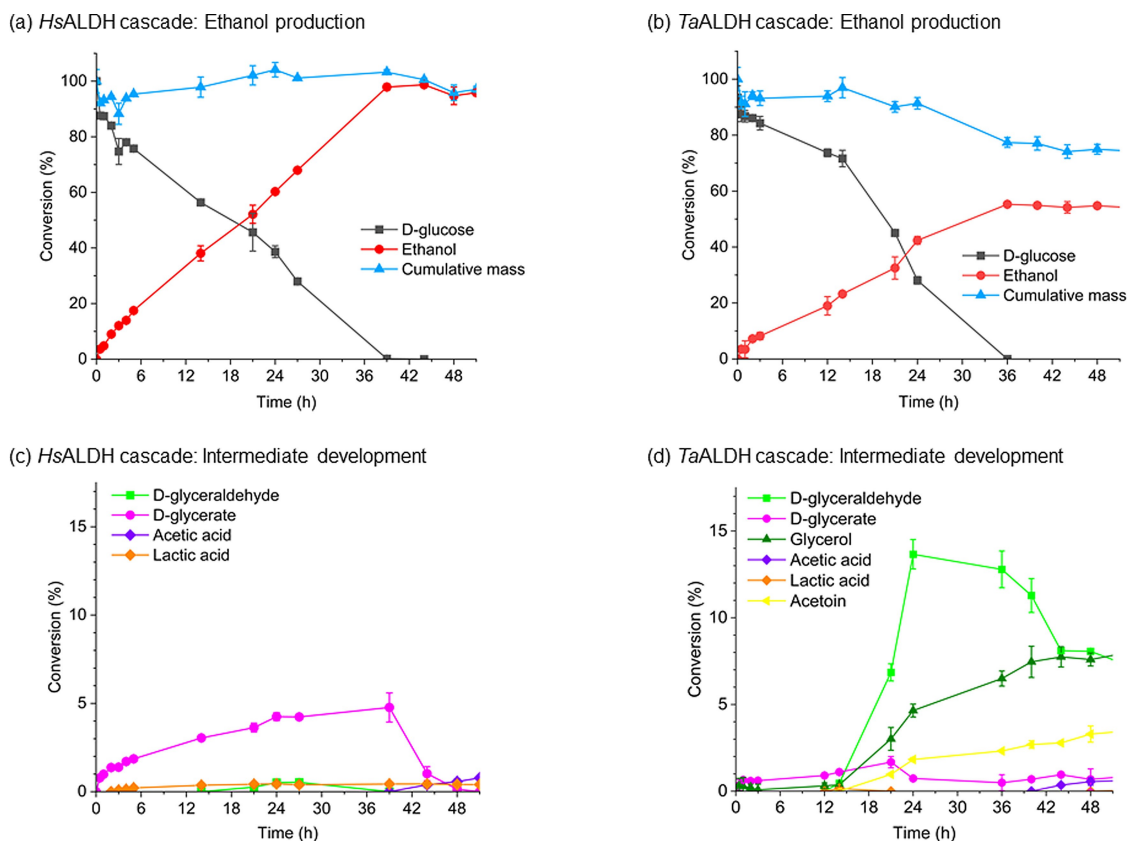 (a) HsALDH cascade: Ethanol production
100
80
60
40
20
0
Conversion (%)
D-glucose
Ethanol
Cumulative mass
0 6 12 18 24 30 36 42 48
Time (h)
(b) TaALDH cascade: Ethanol production
100
80
60
40
20
0
Conversion (%)
D-glucose
Ethanol
Cumulative mass
0 6 12 18 24 30 36 42 48
Time (h)
(c) HsALDH cascade: Intermediate development
15
10
5
0
Conversion (%)
D-glyceraldehyde
D-glycerate
Acetic acid
Lactic acid
0 6 12 18 24 30 36 42 48
Time (h)
(d) TaALDH cascade: Intermediate development
15
10
5
0
Conversion (%)
D-glyceraldehyde
D-glycerate
Glycerol
Acetic acid
Lactic acid
Acetoin
0 6 12 18 24 30 36 42 48
Time (h)